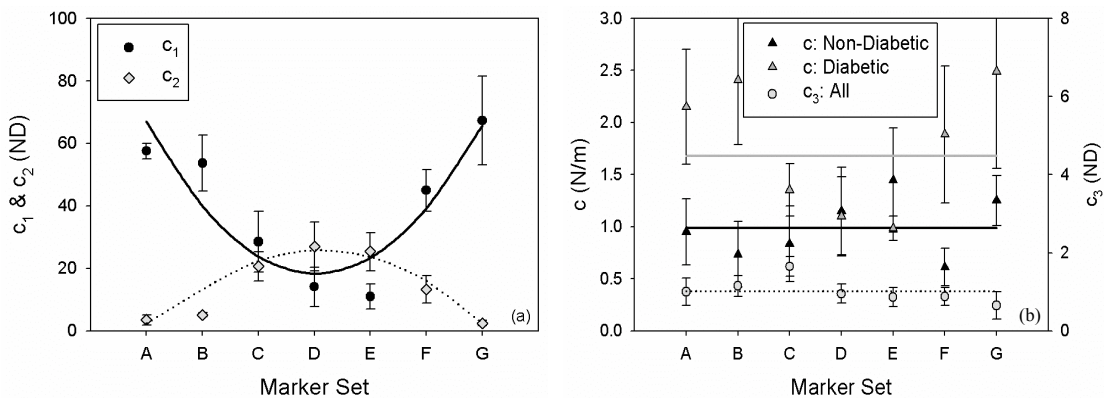 100
80
60
40
20
0
c₁ & c₂ (ND)
c₁
c₂
(a)
A B C D E F G
Marker Set
3.0
2.5
2.0
1.5
1.0
0.5
0.0
c (N/m)
c: Non-Diabetic
c: Diabetic
c₃: All
8
6
4
2
0
c₃ (ND)
(b)
A B C D E F G
Marker Set